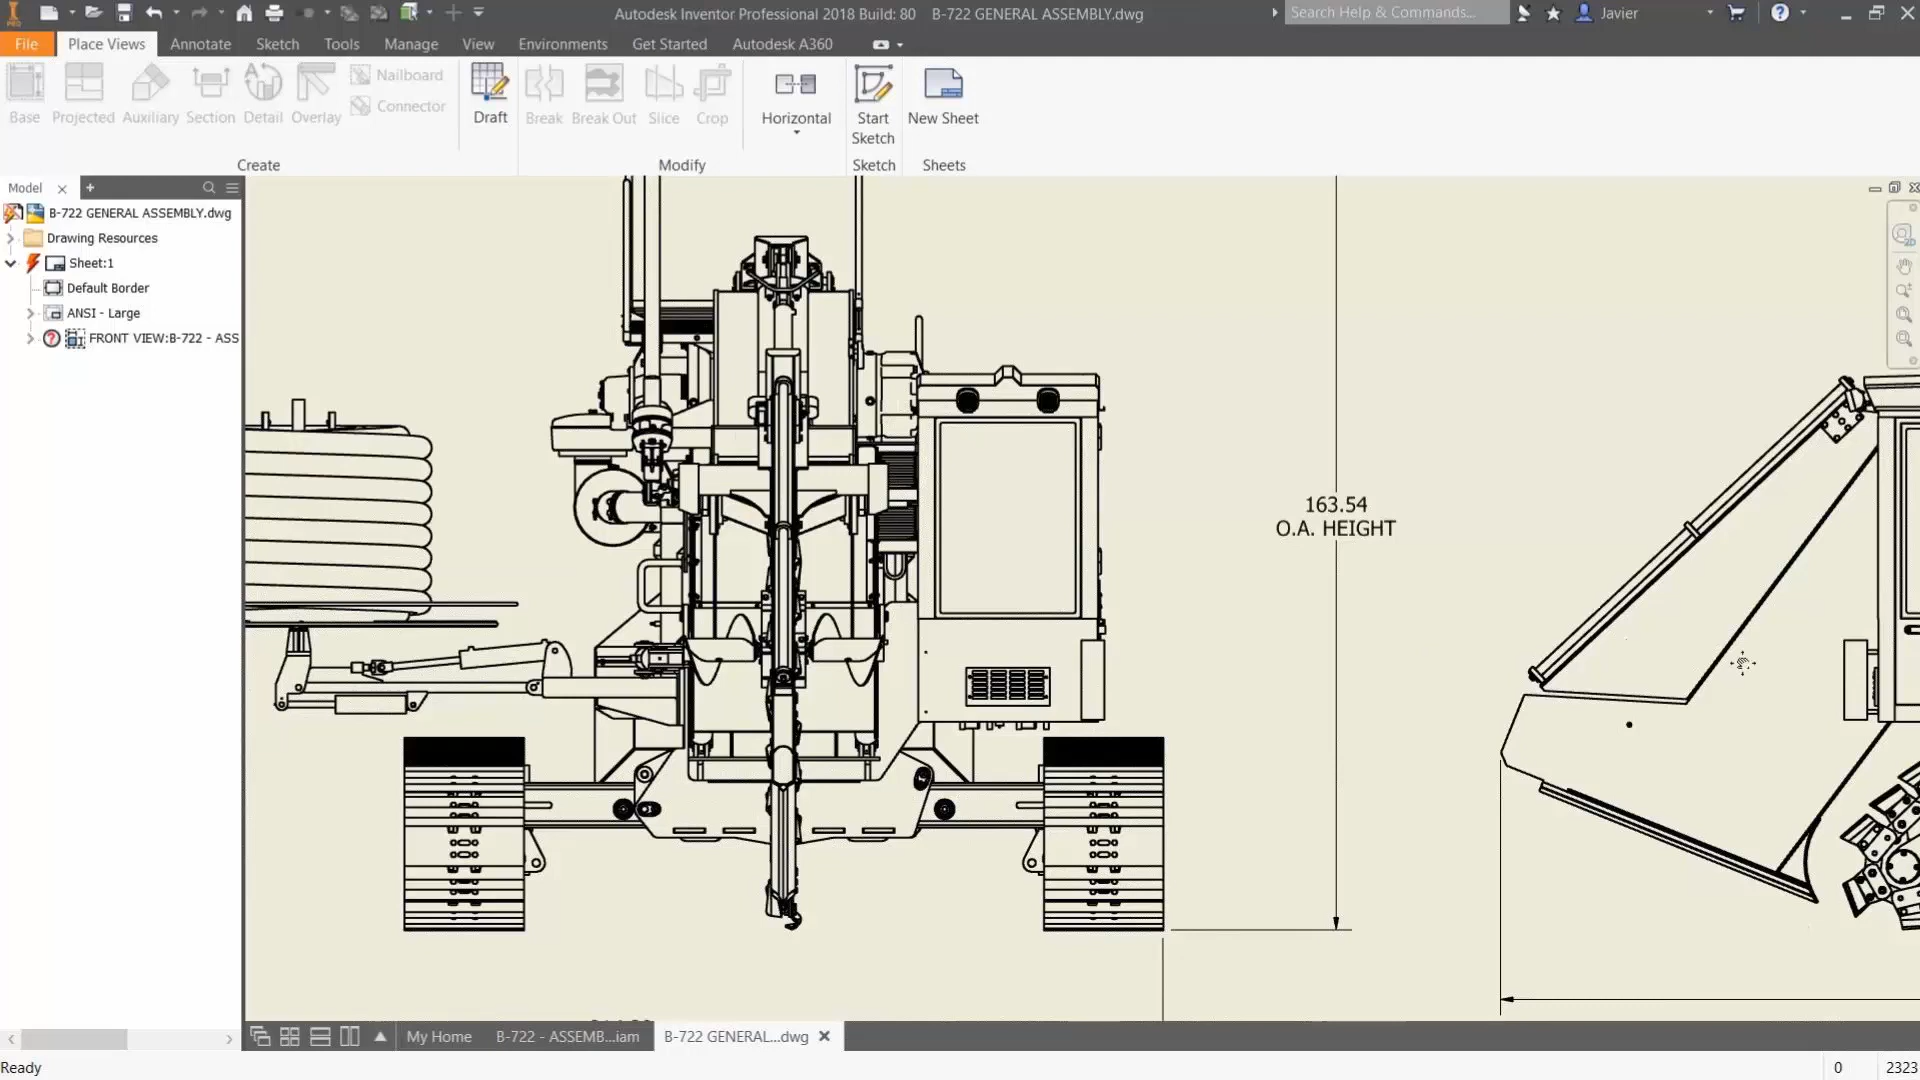 PRO
Autodesk Inventor Professional 2018 Build: 80 B-722 GENERAL ASSEMBLY.dwg
Search Help & Commands...
Javier
File Place Views Annotate Sketch Tools Manage View Environments Get Started Autodesk A360
Base Projected Auxiliary Section Detail Overlay
Nailboard
Connector
Draft
Break Break Out Slice Crop
Horizontal
Start
Sketch
New Sheet
Create
Modify
Sketch
Sheets
Model
B-722 GENERAL ASSEMBLY.dwg
Drawing Resources
Sheet:1
Default Border
ANSI - Large
FRONT VIEW:B-722 - ASS
2D
163.54
O.A. HEIGHT
My Home
B-722 - ASSEMB...iam
B-722 GENERAL...dwg
Ready
0
2323